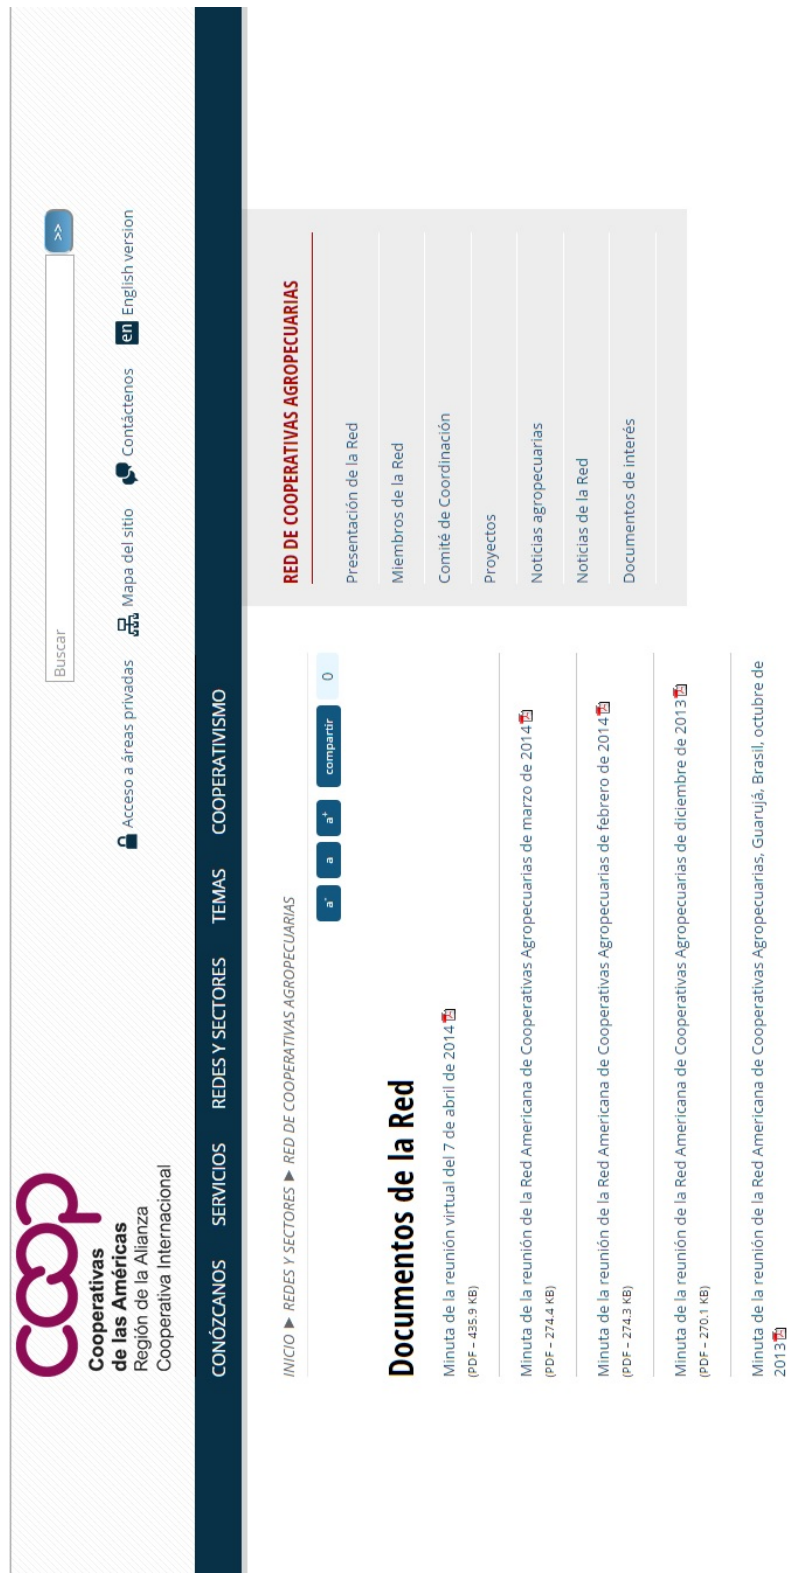 coop
Cooperativas
de las Américas
Región de la Alianza
Cooperativa Internacional
Buscar
>>
Acceso a áreas privadas
Mapa del sitio
Contáctenos
en English version
CONÓZCANOS SERVICIOS REDES Y SECTORES TEMAS COOPERATIVISMO
INICIO ► REDES Y SECTORES ► RED DE COOPERATIVAS AGROPECUARIAS
a- a a+ compartir 0
Documentos de la Red
Minuta de la reunión virtual del 7 de abril de 2014
(PDF – 435.9 KB)
Minuta de la reunión de la Red Americana de Cooperativas Agropecuarias de marzo de 2014
(PDF – 274.4 KB)
Minuta de la reunión de la Red Americana de Cooperativas Agropecuarias de febrero de 2014
(PDF – 274.3 KB)
Minuta de la reunión de la Red Americana de Cooperativas Agropecuarias de diciembre de 2013
(PDF – 270.1 KB)
Minuta de la reunión de la Red Americana de Cooperativas Agropecuarias, Guarujá, Brasil, octubre de
2013
RED DE COOPERATIVAS AGROPECUARIAS
Presentación de la Red
Miembros de la Red
Comité de Coordinación
Proyectos
Noticias agropecuarias
Noticias de la Red
Documentos de interés